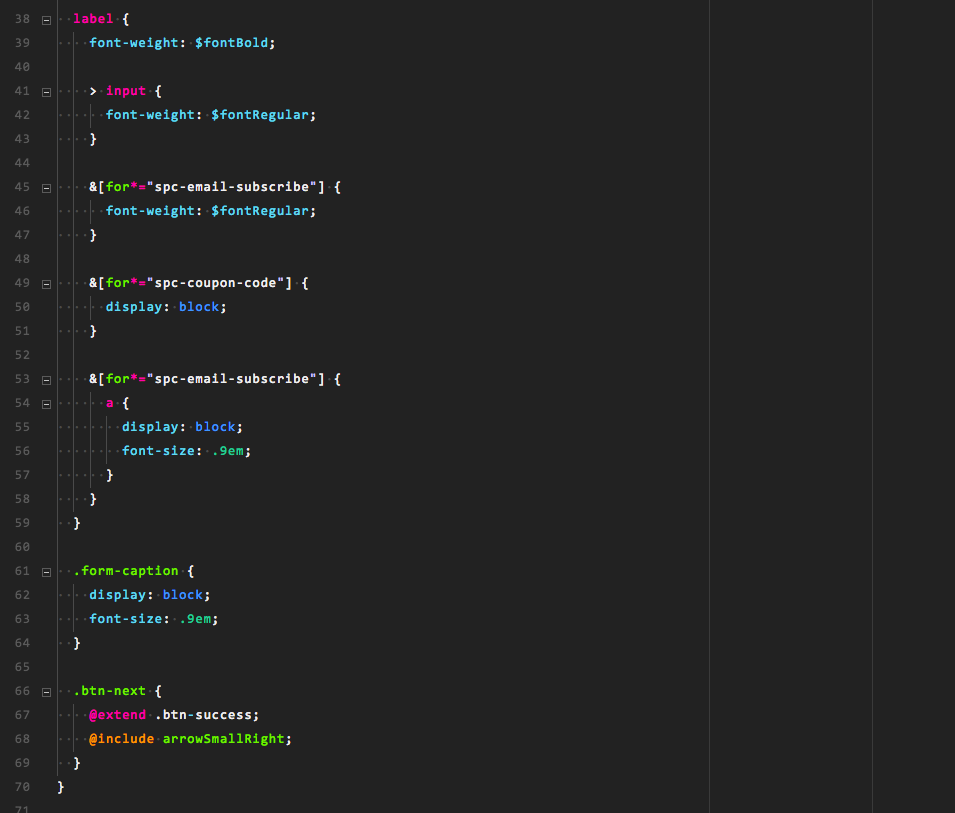 38 label {
39 font-weight: $fontBold;
40
41 > input {
42 font-weight: $fontRegular;
43 }
44
45 &[for*="spc-email-subscribe"] {
46 font-weight: $fontRegular;
47 }
48
49 &[for*="spc-coupon-code"] {
50 display: block;
51 }
52
53 &[for*="spc-email-subscribe"] {
54 a {
55 display: block;
56 font-size: .9em;
57 }
58 }
59 }
60
61 .form-caption {
62 display: block;
63 font-size: .9em;
64 }
65
66 .btn-next {
67 @extend .btn-success;
68 @include arrowSmallRight;
69 }
70 }
71